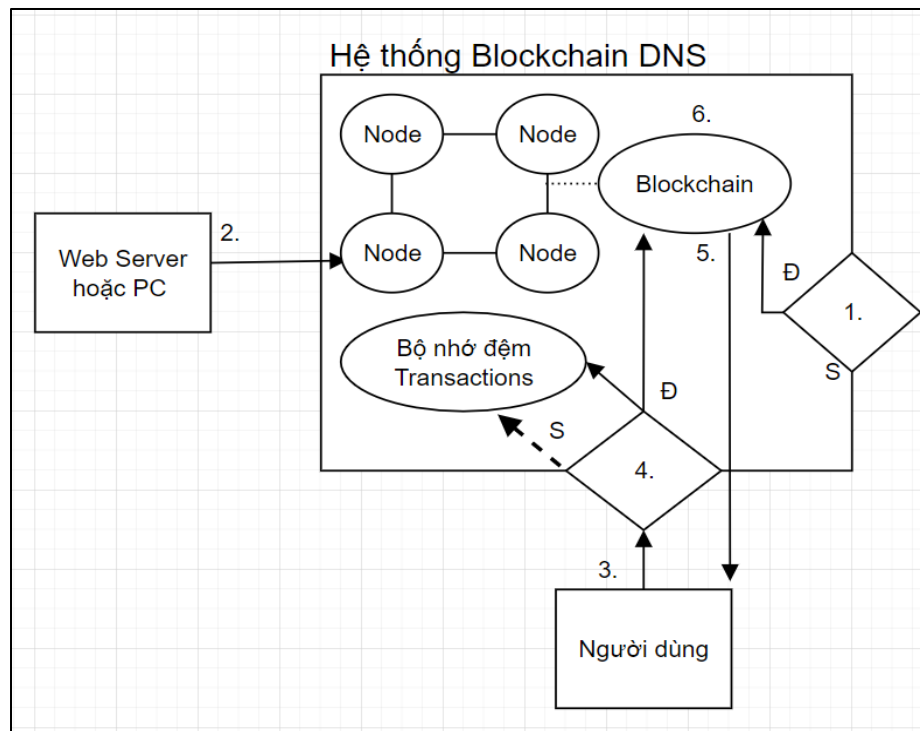 Hệ thống Blockchain DNS
Node
Node
6.
Blockchain
2.
Web Server
hoặc PC
Node
Node
5.
Đ
1.
S
Bộ nhớ đệm
Transactions
Đ
S
4.
3.
Người dùng